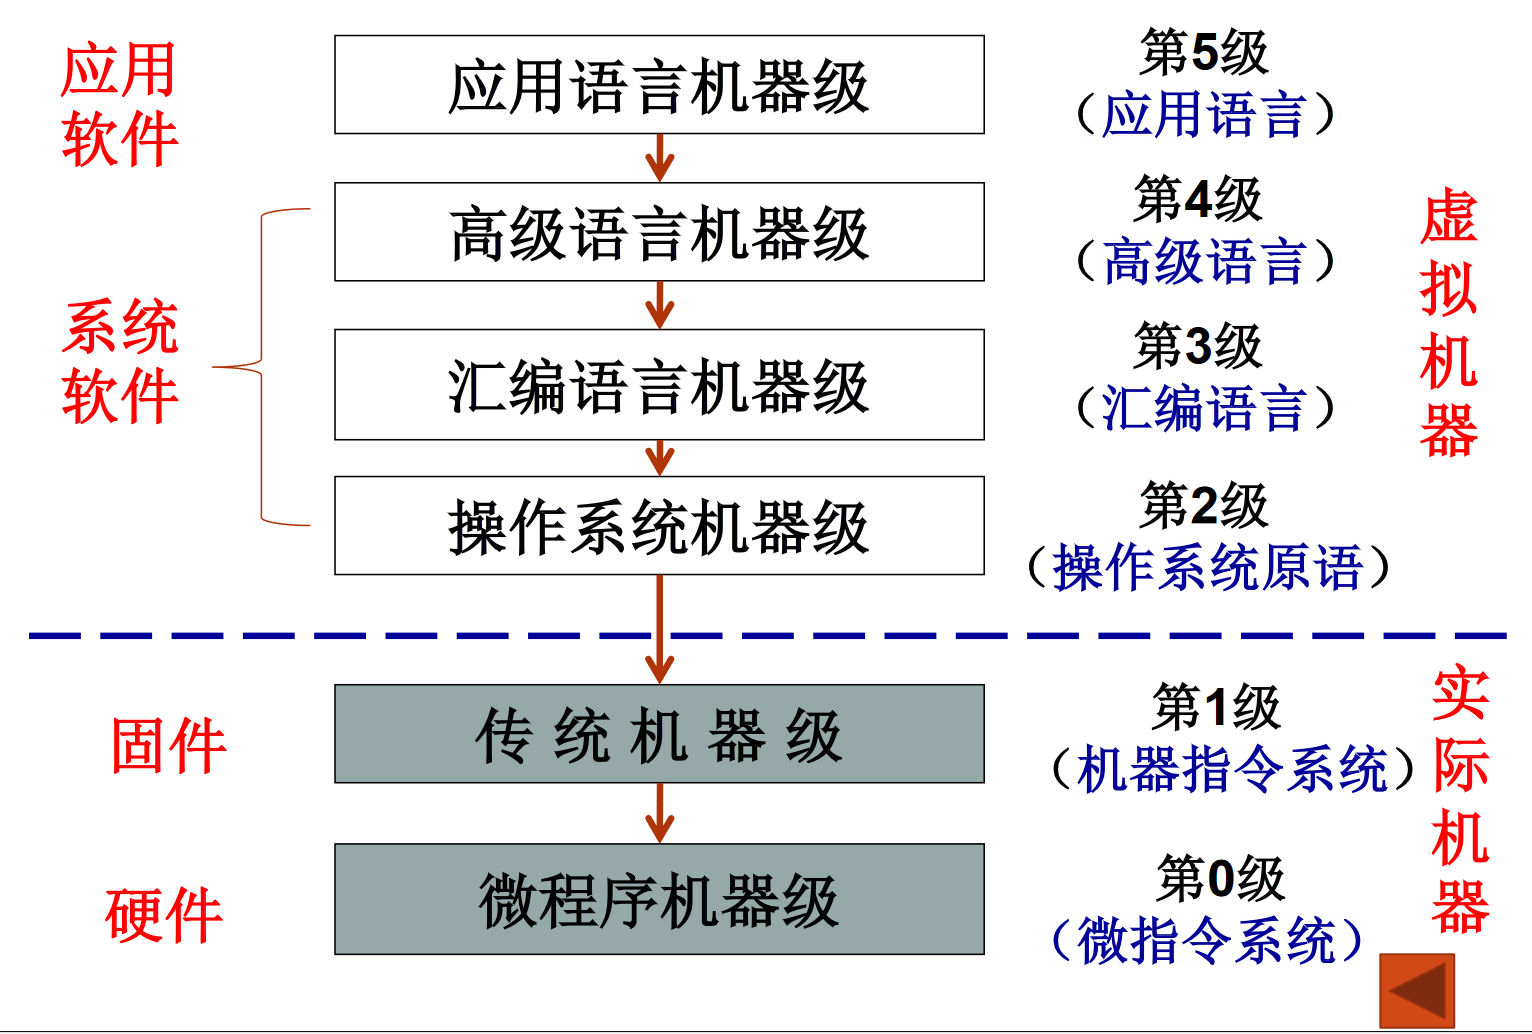 应用
软件
应用语言机器级
第5级
（应用语言）
高级语言机器级
第4级
（高级语言）
系统
软件
汇编语言机器级
第3级
（汇编语言）
操作系统机器级
第2级
（操作系统原语）
虚
拟
机
器
固件
传统机器级
第1级
（机器指令系统）
硬件
微程序机器级
第0级
（微指令系统）
实
际
机
器